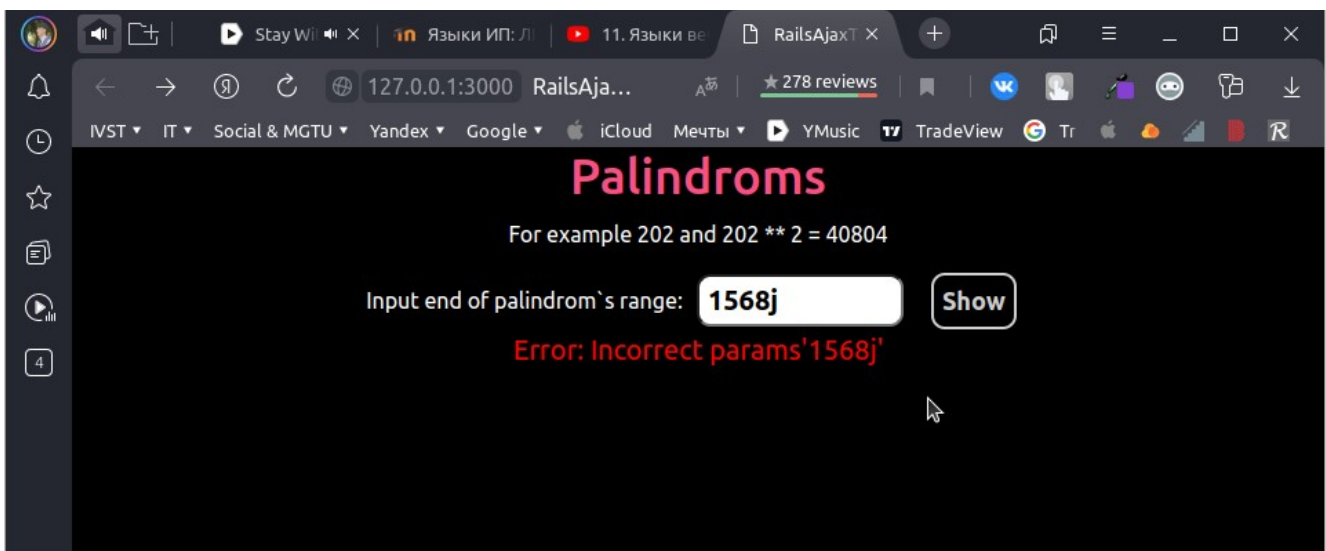 Stay Wi Языки ИП: Л 11. Языки ве RailsAjaxT
Я 127.0.0.1:3000 RailsAja... 278 reviews
IVST IT Social & MGTU Yandex Google iCloud Мечты YMusic TradeView Tr
Palindroms
For example 202 and 202 ** 2 = 40804
Input end of palindrom`s range: 1568j Show
4
Error: Incorrect params'1568j'